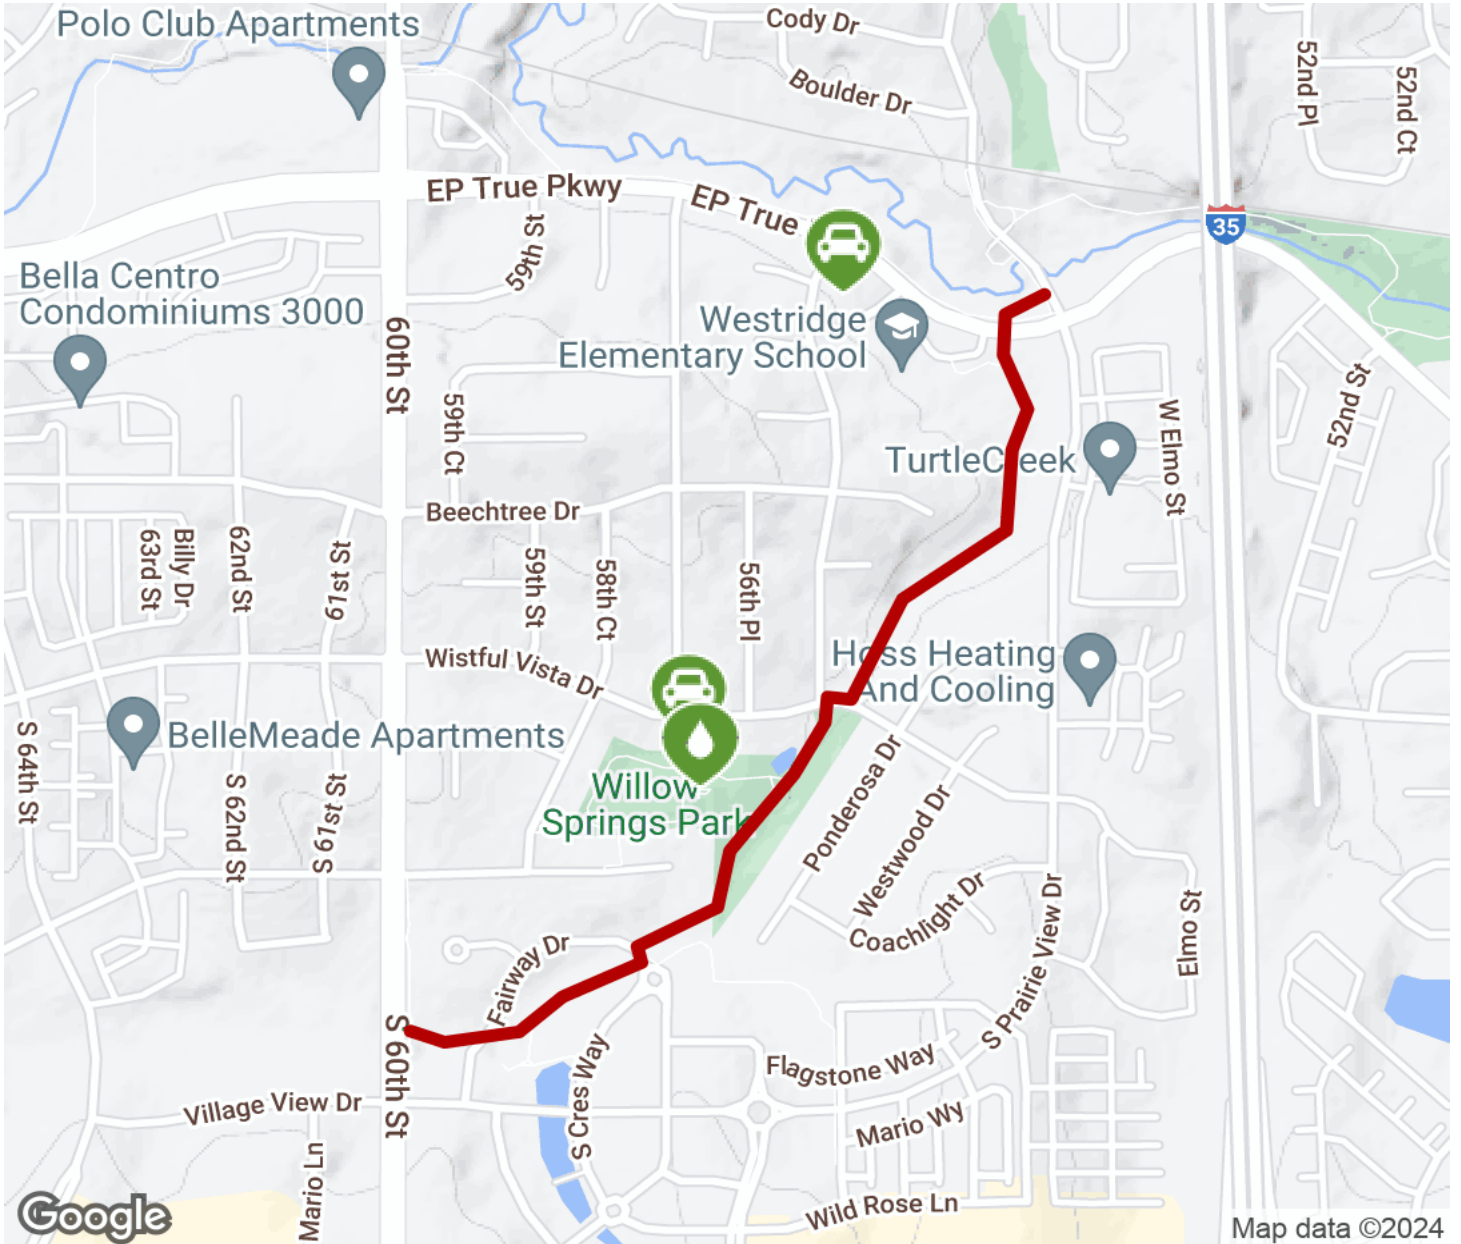 Polo Club Apartments
Cody Dr
Boulder Dr
52nd Pl
52nd Ct
EP True Pkwy
EP True
59th St
35
Bella Centro
Condominiums 3000
60th St
Westridge
Elementary School
52nd St
59th Ct
W Elmo St
TurtleCreek
Beechtree Dr
Billy Dr
63rd St
62nd St
61st St
59th St
58th Ct
56th Pl
Wistful Vista Dr
Hoss Heating
And Cooling
S 64th St
BelleMeade Apartments
S 62nd St
S 61st St
Willow
Springs Park
Ponderosa Dr
Westwood Dr
Coachlight Dr
S Prairie View Dr
Elmo St
Fairway Dr
S 60th St
S Cres Way
Flagstone Way
Village View Dr
Mario Wy
Mario Ln
Wild Rose Ln
Google
Map data ©2024